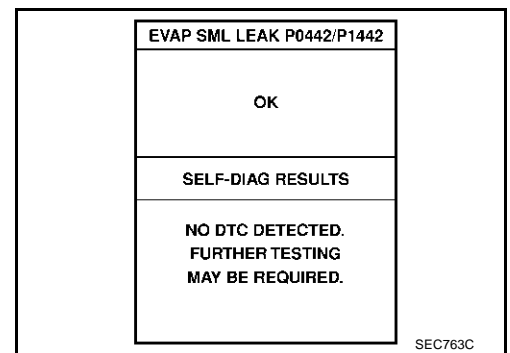 EVAP SML LEAK P0442/P1442
OK
SELF-DIAG RESULTS
NO DTC DETECTED.
FURTHER TESTING
MAY BE REQUIRED.
SEC763C